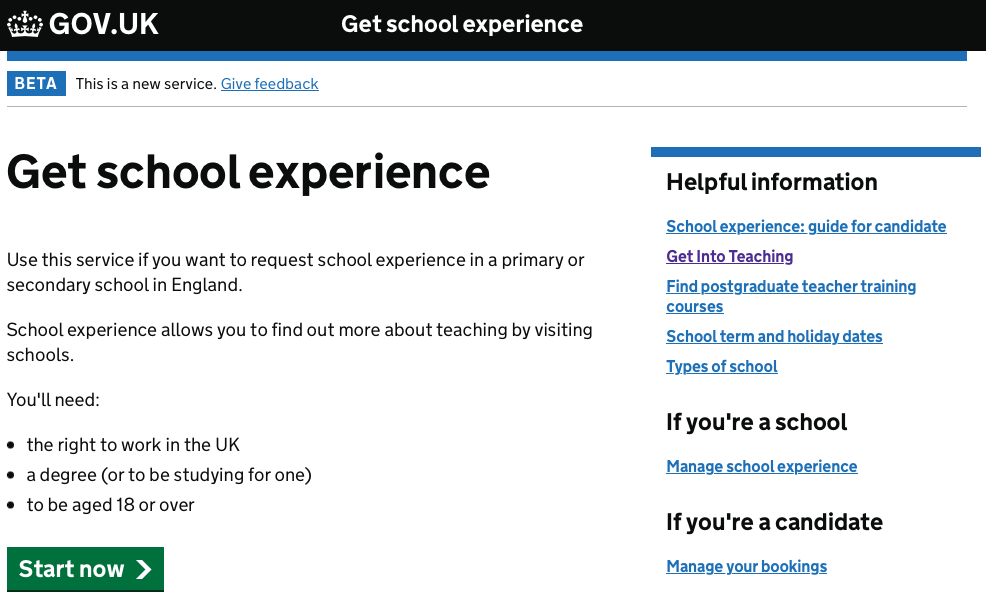 GOV.UK
Get school experience
BETA This is a new service. Give feedback
Get school experience
Use this service if you want to request school experience in a primary or
secondary school in England.
School experience allows you to find out more about teaching by visiting
schools.
You'll need:
the right to work in the UK
a degree (or to be studying for one)
to be aged 18 or over
Start now
Helpful information
School experience: guide for candidate
Get Into Teaching
Find postgraduate teacher training
courses
School term and holiday dates
Types of school
If you're a school
Manage school experience
If you're a candidate
Manage your bookings